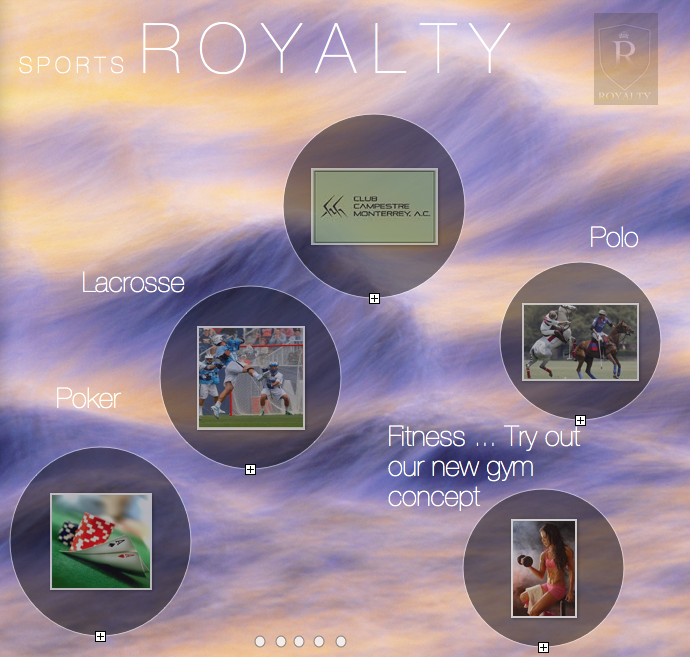 SPORTS ROYALTY
R
ROYALTY
CLUB
CAMPESTRE
MONTERREY, A.C.
Polo
Lacrosse
Poker
Fitness ... Try out
our new gym
concept